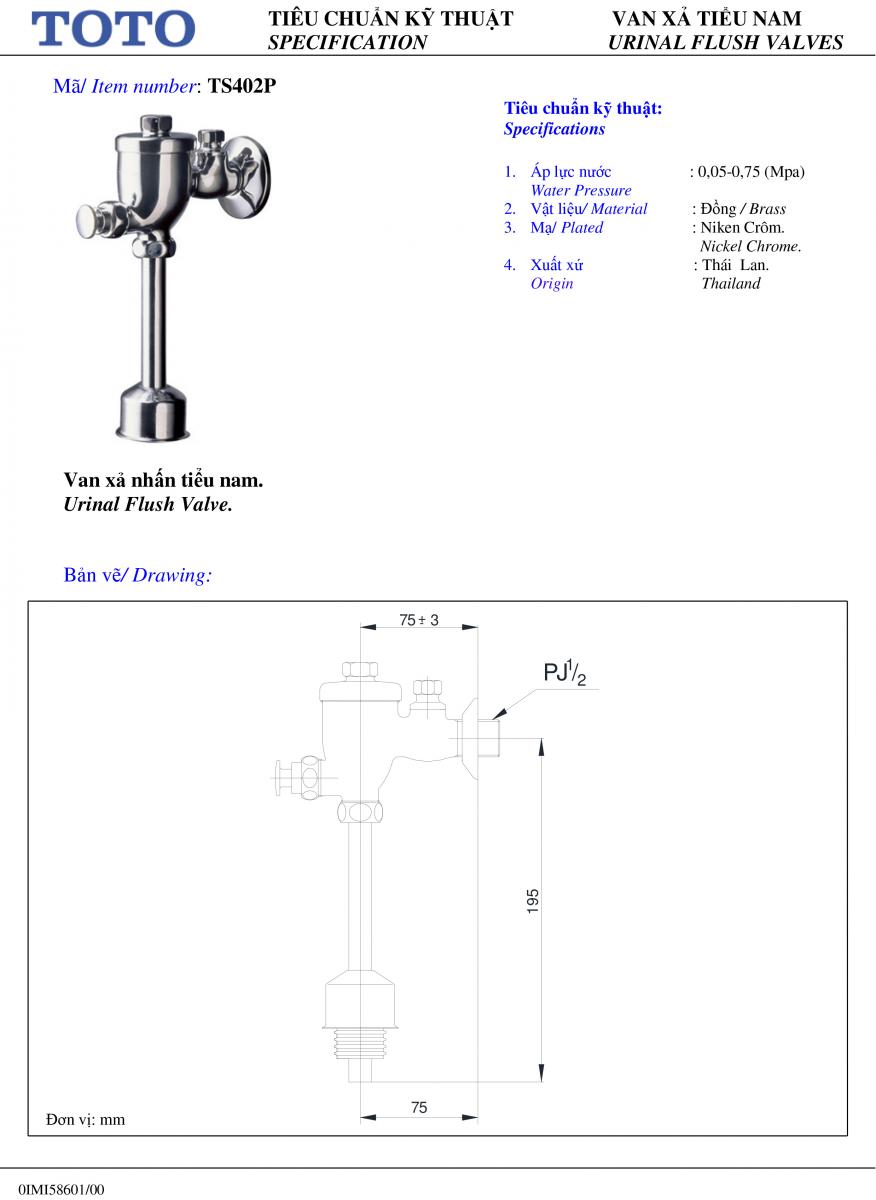 TOTO
TIÊU CHUẨN KỸ THUẬT
SPECIFICATION
VAN XẢ TIỂU NAM
URINAL FLUSH VALVES
Mã/ Item number: TS402P
Tiêu chuẩn kỹ thuật:
Specifications
1. Áp lực nước : 0,05-0,75 (Mpa)
Water Pressure
2. Vật liệu/ Material : Đồng / Brass
3. Mạ/ Plated : Niken Crôm.
Nickel Chrome.
4. Xuất xứ : Thái Lan.
Origin Thailand
Van xả nhấn tiểu nam.
Urinal Flush Valve.
Bản vẽ/ Drawing:
75±3
PJ1/2
195
75
Đơn vị: mm
0IMI58601/00